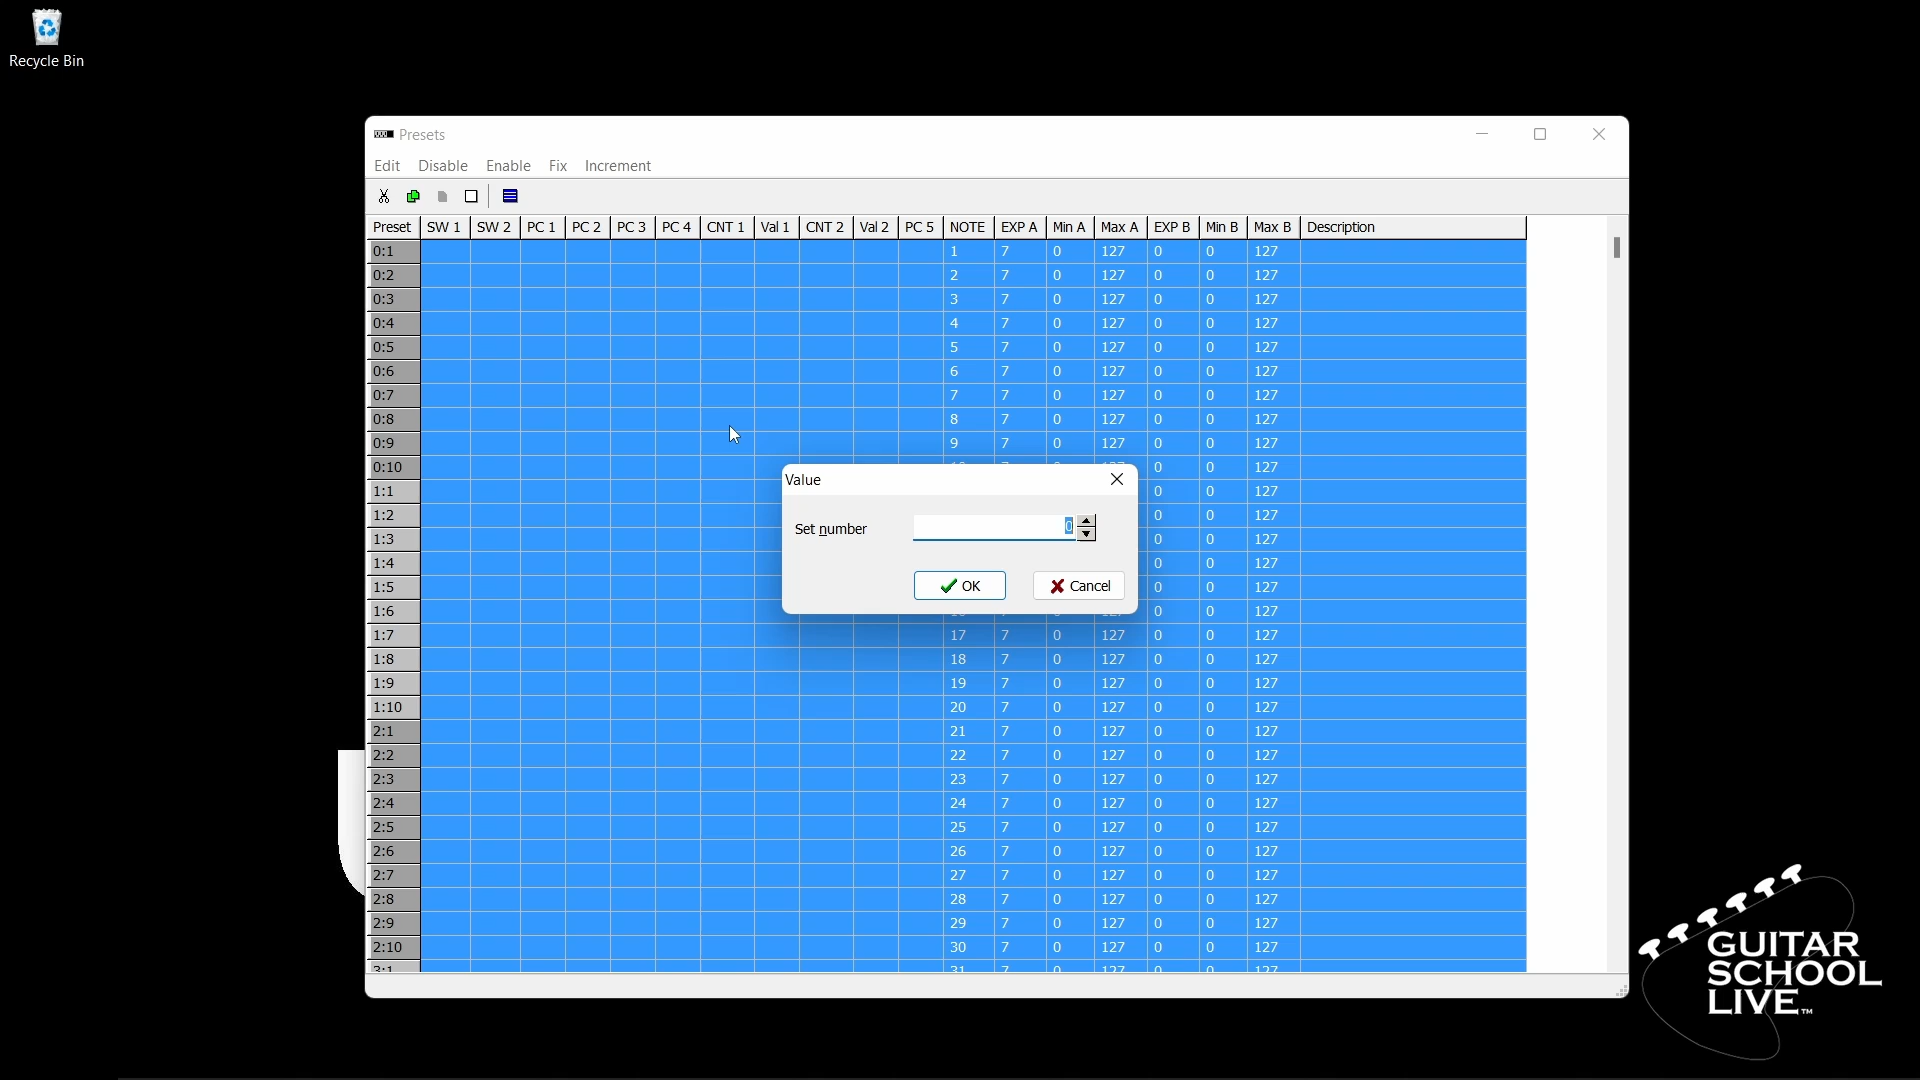 Recycle Bin
Presets
Edit Disable Enable Fix Increment
Preset SW 1 SW 2 PC 1 PC 2 PC 3 PC 4 CNT 1 Val 1 CNT 2 Val 2 PC 5 NOTE EXP A Min A Max A EXP B Min B Max B Description
0:1 1 7 0 127 0 0 127
0:2 2 7 0 127 0 0 127
0:3 3 7 0 127 0 0 127
0:4 4 7 0 127 0 0 127
0:5 5 7 0 127 0 0 127
0:6 6 7 0 127 0 0 127
0:7 7 7 0 127 0 0 127
0:8 8 7 0 127 0 0 127
0:9 9 7 0 127 0 0 127
0:10 0 0 127
1:1 0 0 127
1:2 0 0 127
1:3 0 0 127
1:4 0 0 127
1:5 0 0 127
1:6 0 0 127
1:7 17 7 0 127 0 0 127
1:8 18 7 0 127 0 0 127
1:9 19 7 0 127 0 0 127
1:10 20 7 0 127 0 0 127
2:1 21 7 0 127 0 0 127
2:2 22 7 0 127 0 0 127
2:3 23 7 0 127 0 0 127
2:4 24 7 0 127 0 0 127
2:5 25 7 0 127 0 0 127
2:6 26 7 0 127 0 0 127
2:7 27 7 0 127 0 0 127
2:8 28 7 0 127 0 0 127
2:9 29 7 0 127 0 0 127
2:10 30 7 0 127 0 0 127
3:1 31 7 0 127 0 0 127
Value
Set number 0
OK Cancel
GUITAR
SCHOOL
LIVE™